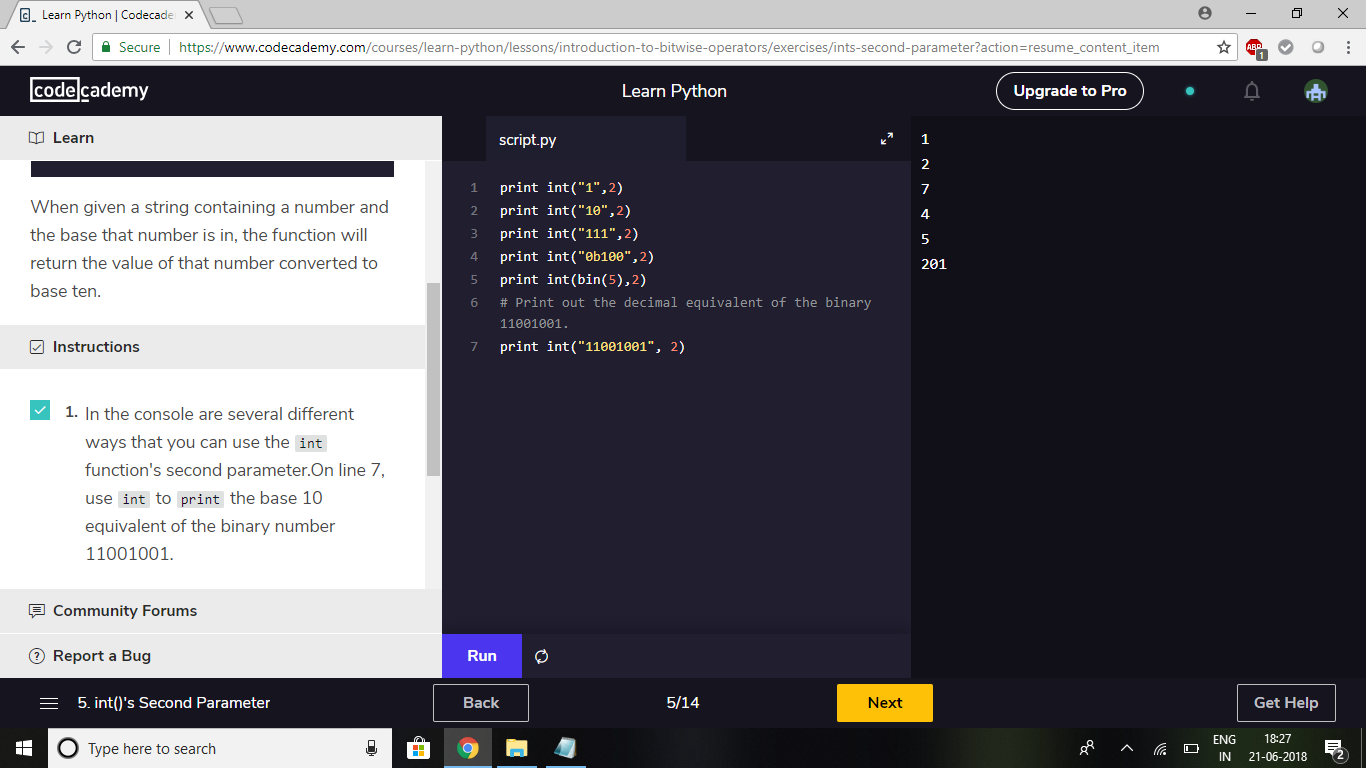 Learn Python | Codecade
Secure | https://www.codecademy.com/courses/learn-python/lessons/introduction-to-bitwise-operators/exercises/ints-second-parameter?action=resume_content_item
ABP
1
codecademy
Learn Python
Upgrade to Pro
Learn
When given a string containing a number and
the base that number is in, the function will
return the value of that number converted to
base ten.
Instructions
1. In the console are several different
ways that you can use the int
function's second parameter.On line 7,
use int to print the base 10
equivalent of the binary number
11001001.
Community Forums
Report a Bug
script.py
1 print int("1",2)
2 print int("10",2)
3 print int("111",2)
4 print int("0b100",2)
5 print int(bin(5),2)
6 # Print out the decimal equivalent of the binary
11001001.
7 print int("11001001", 2)
Run
1
2
7
4
5
201
5. int()'s Second Parameter
Back
5/14
Next
Get Help
Type here to search
ENG
IN
18:27
21-06-2018
2